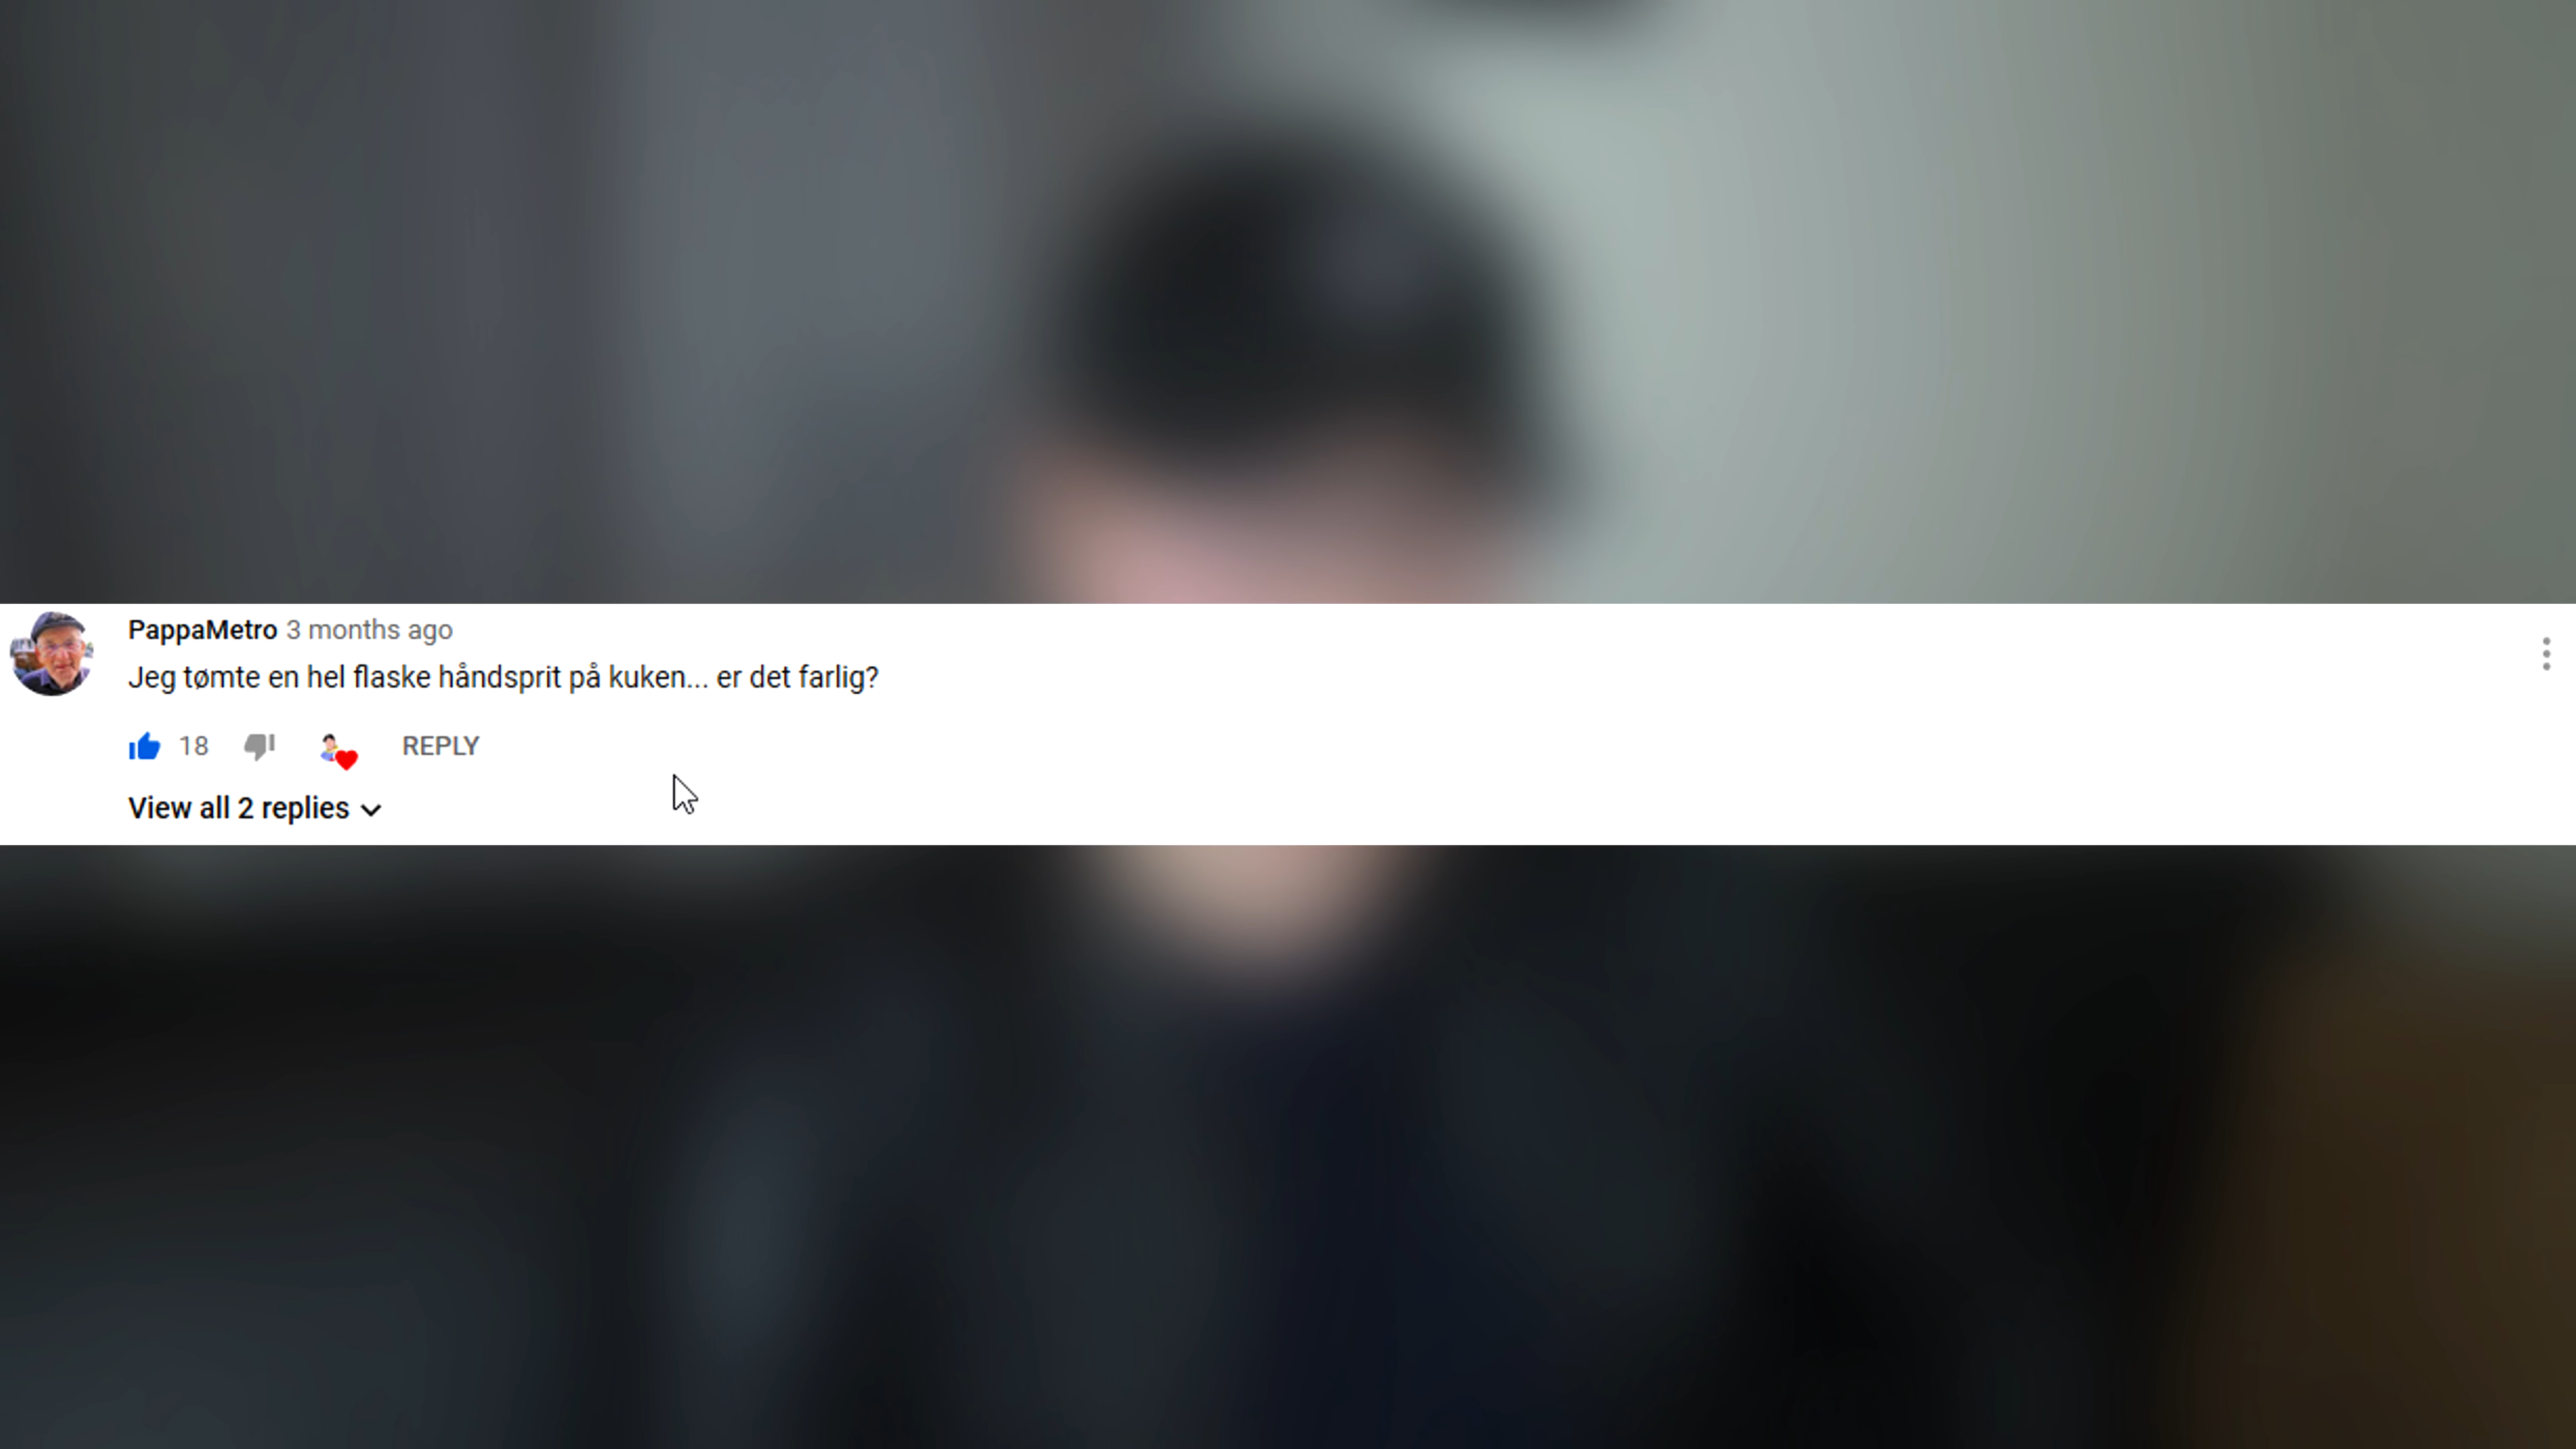 PappaMetro 3 months ago
Jeg tømte en hel flaske håndsprit på kuken... er det farlig?
18 REPLY
View all 2 replies